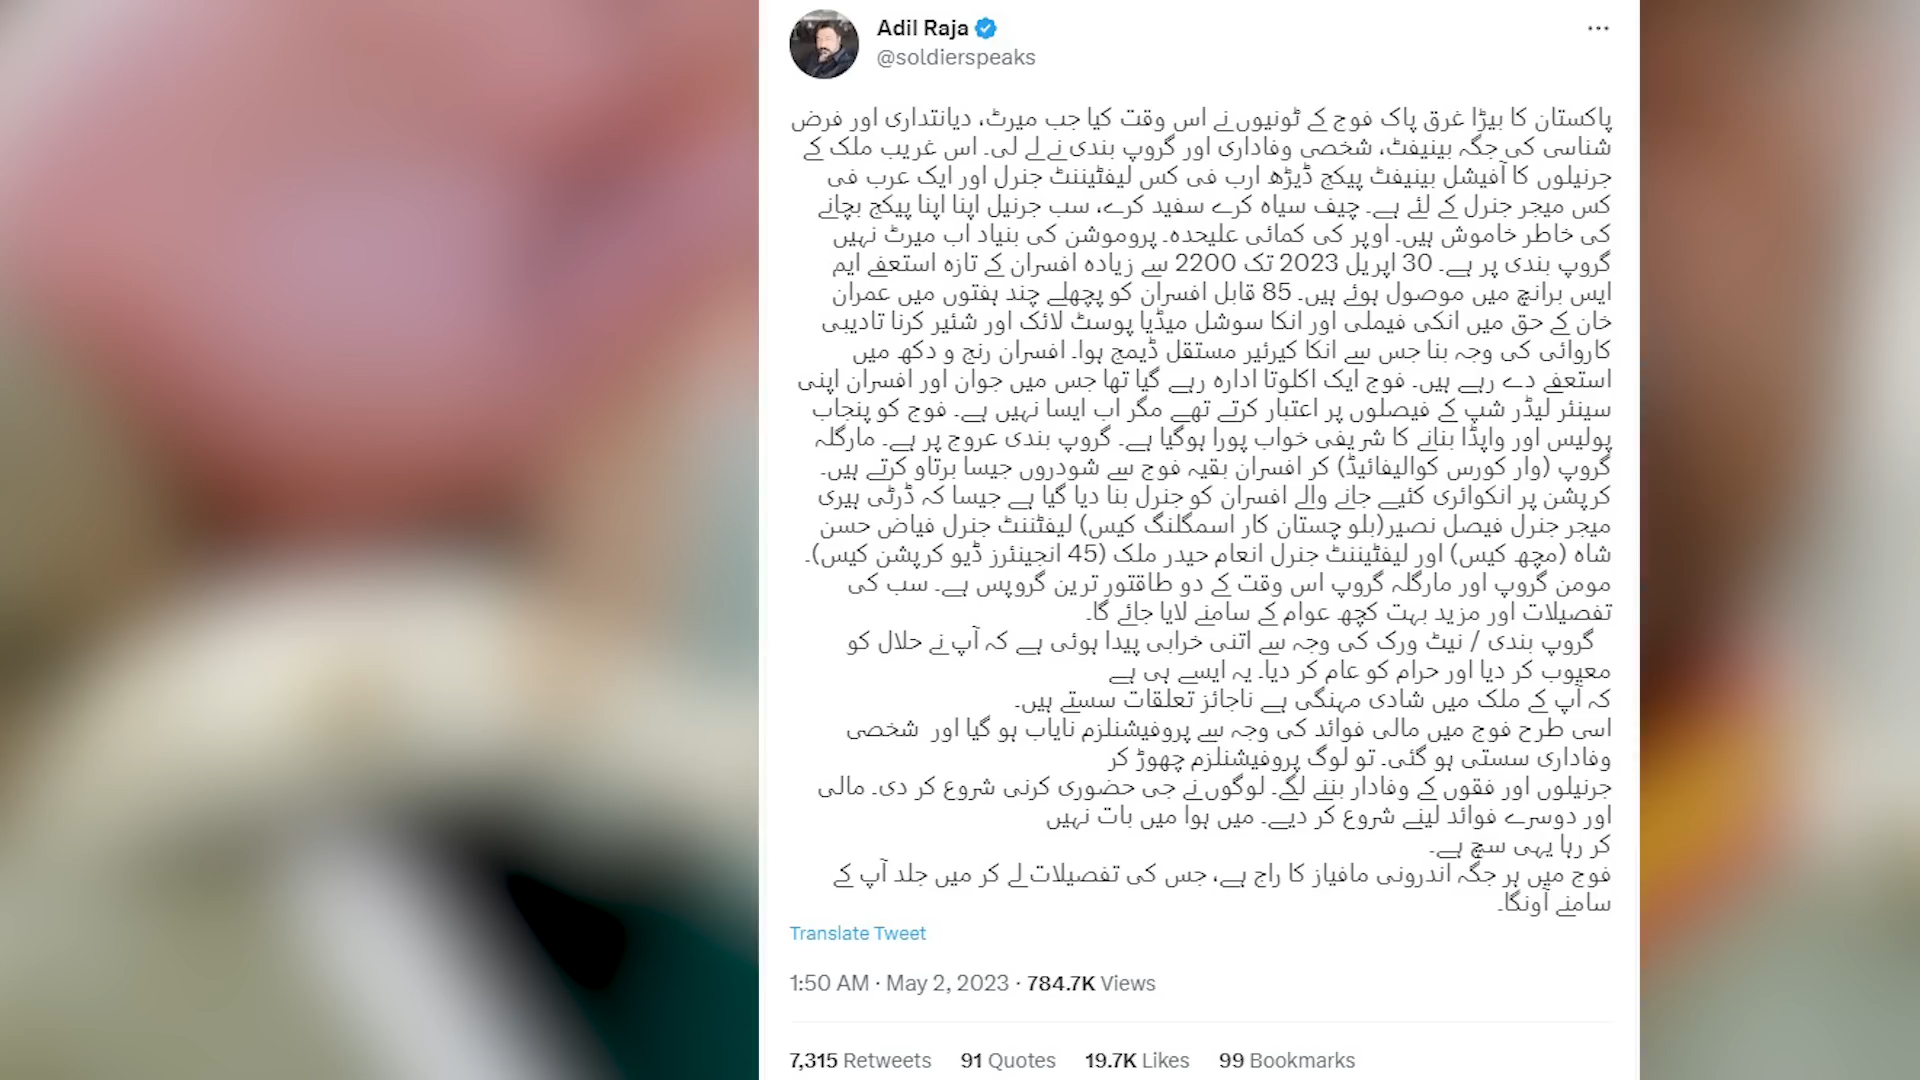 Adil Raja
@soldierspeaks
پاکستان کا بیڑا غرق پاک فوج کے ٹونیوں نے اس وقت کیا جب میرٹ، دیانتداری اور فرض
شناسی کی جگہ بینیفٹ، شخصی وفاداری اور گروپ بندی نے لے لی۔ اس غریب ملک کے
جرنیلوں کا آفیشل بینیفٹ پیکج ڈیڑھ ارب فی کس لیفٹیننٹ جنرل اور ایک عرب فی
کس میجر جنرل کے لئے ہے۔ چیف سیاہ کرے سفید کرے، سب جرنیل اپنا اپنا پیکج بچانے
کی خاطر خاموش ہیں۔ اوپر کی کمائی علیحدہ۔ پروموشن کی بنیاد اب میرٹ نہیں
گروپ بندی پر ہے۔ 30 اپریل 2023 تک 2200 سے زیادہ افسران کے تازہ استعفے ایم
ایس برانچ میں موصول ہوئے ہیں۔ 85 قابل افسران کو پچھلے چند ہفتوں میں عمران
خان کے حق میں انکی فیملی اور انکا سوشل میڈیا پوسٹ لائک اور شئیر کرنا تادیبی
کاروائی کی وجہ بنا جس سے انکا کیرئیر مستقل ڈیمج ہوا۔ افسران رنج و دکھ میں
استعفے دے رہے ہیں۔ فوج ایک اکلوتا ادارہ رہے گیا تھا جس میں جوان اور افسران اپنی
سینئر لیڈر شپ کے فیصلوں پر اعتبار کرتے تھے مگر اب ایسا نہیں ہے۔ فوج کو پنجاب
پولیس اور واپڈا بنانے کا شریفی خواب پورا ہوگیا ہے۔ گروپ بندی عروج پر ہے۔ مارگلہ
گروپ (وار کورس کوالیفائیڈ) کر افسران بقیہ فوج سے شودروں جیسا برتاو کرتے ہیں۔
کرپشن پر انکوائری کئیے جانے والے افسران کو جنرل بنا دیا گیا ہے جیسا کہ ڈرٹی ہیری
میجر جنرل فیصل نصیر(بلو چستان کار اسمگلنگ کیس) لیفٹننٹ جنرل فیاض حسن
شاہ (مچھ کیس) اور لیفٹیننٹ جنرل انعام حیدر ملک (45 انجینئرز ڈیو کرپشن کیس)۔
مومن گروپ اور مارگلہ گروپ اس وقت کے دو طاقتور ترین گروپس ہے۔ سب کی
تفصیلات اور مزید بہت کچھ عوام کے سامنے لایا جائے گا۔
گروپ بندی / نیٹ ورک کی وجہ سے اتنی خرابی پیدا ہوئی ہے کہ آپ نے حلال کو
معیوب کر دیا اور حرام کو عام کر دیا۔ یہ ایسے ہی ہے
کہ آپ کے ملک میں شادی مہنگی ہے ناجائز تعلقات سستے ہیں۔
اسی طرح فوج میں مالی فوائد کی وجہ سے پروفیشنلزم نایاب ہو گیا اور شخصی
وفاداری سستی ہو گئی۔ تو لوگ پروفیشنلزم چھوڑ کر
جرنیلوں اور فقوں کے وفادار بننے لگے۔ لوگوں نے جی حضوری کرنی شروع کر دی۔ مالی
اور دوسرے فوائد لینے شروع کر دیے۔ میں ہوا میں بات نہیں
کر رہا یہی سچ ہے۔
فوج میں ہر جگہ اندرونی مافیاز کا راج ہے، جس کی تفصیلات لے کر میں جلد آپ کے
سامنے آونگا۔
Translate Tweet
1:50 AM · May 2, 2023 · 784.7K Views
7,315 Retweets 91 Quotes 19.7K Likes 99 Bookmarks